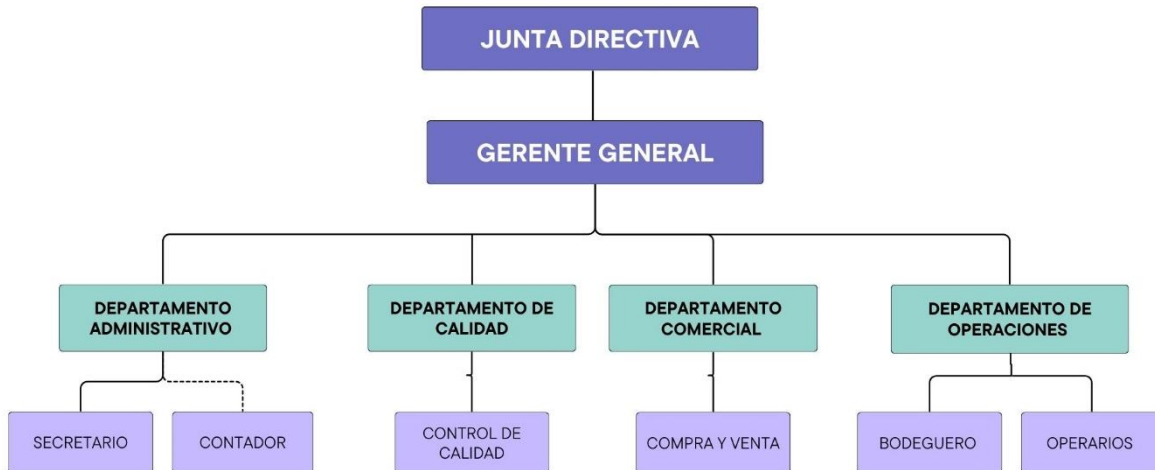 JUNTA DIRECTIVA
GERENTE GENERAL
DEPARTAMENTO
ADMINISTRATIVO
DEPARTAMENTO DE
CALIDAD
DEPARTAMENTO
COMERCIAL
DEPARTAMENTO DE
OPERACIONES
SECRETARIO
CONTADOR
CONTROL DE
CALIDAD
COMPRA Y VENTA
BODEGUERO
OPERARIOS